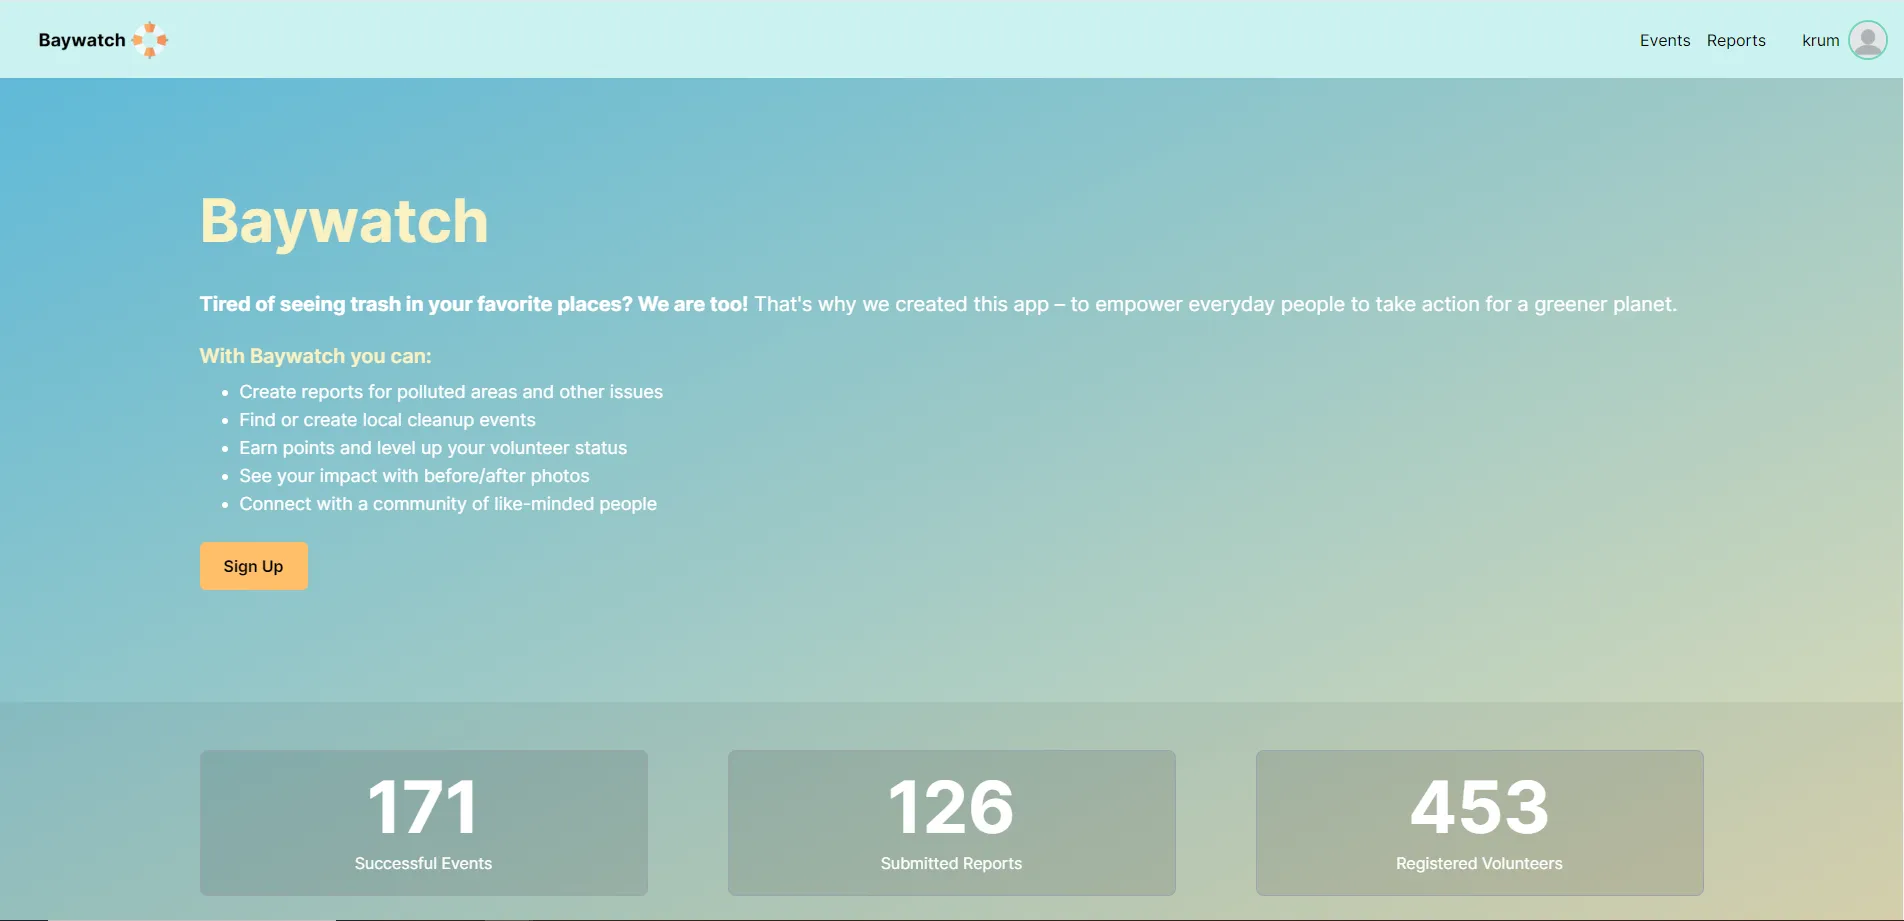 Baywatch
Events Reports krum
Baywatch
Tired of seeing trash in your favorite places? We are too! That's why we created this app – to empower everyday people to take action for a greener planet.
With Baywatch you can:
• Create reports for polluted areas and other issues
• Find or create local cleanup events
• Earn points and level up your volunteer status
• See your impact with before/after photos
• Connect with a community of like-minded people
Sign Up
171
Successful Events
126
Submitted Reports
453
Registered Volunteers